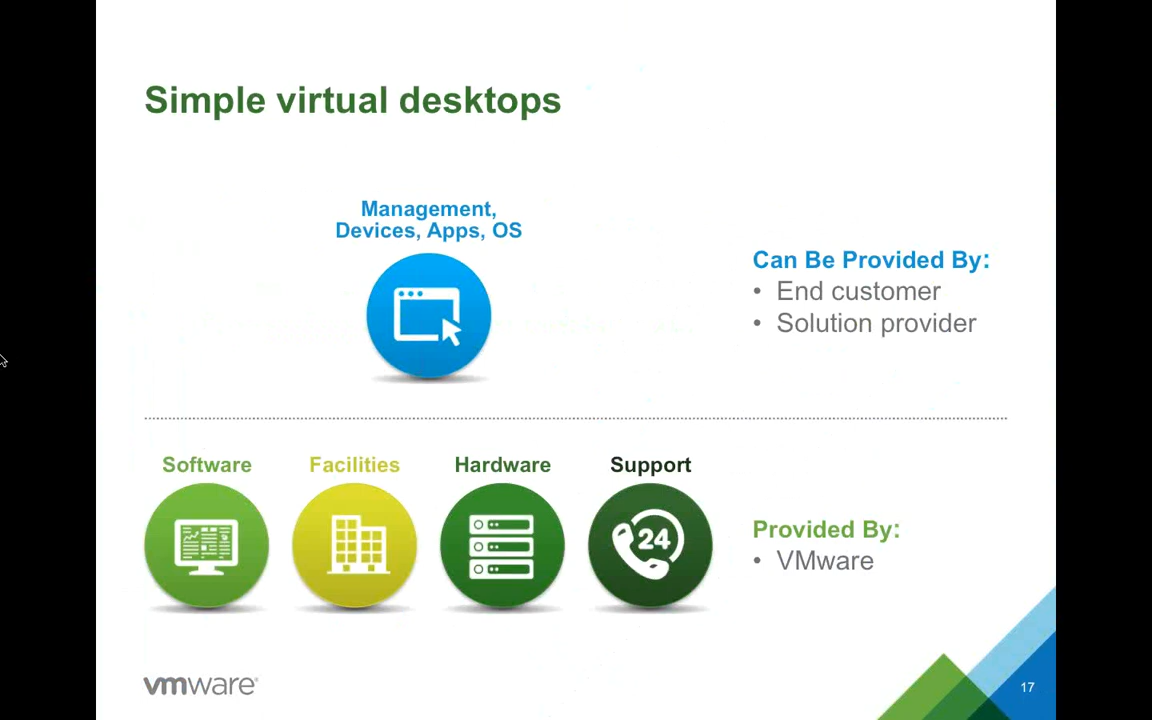 Simple virtual desktops
Management,
Devices, Apps, OS
Can Be Provided By:
• End customer
• Solution provider
Software
Facilities
Hardware
Support
24
Provided By:
• VMware
vmware
17